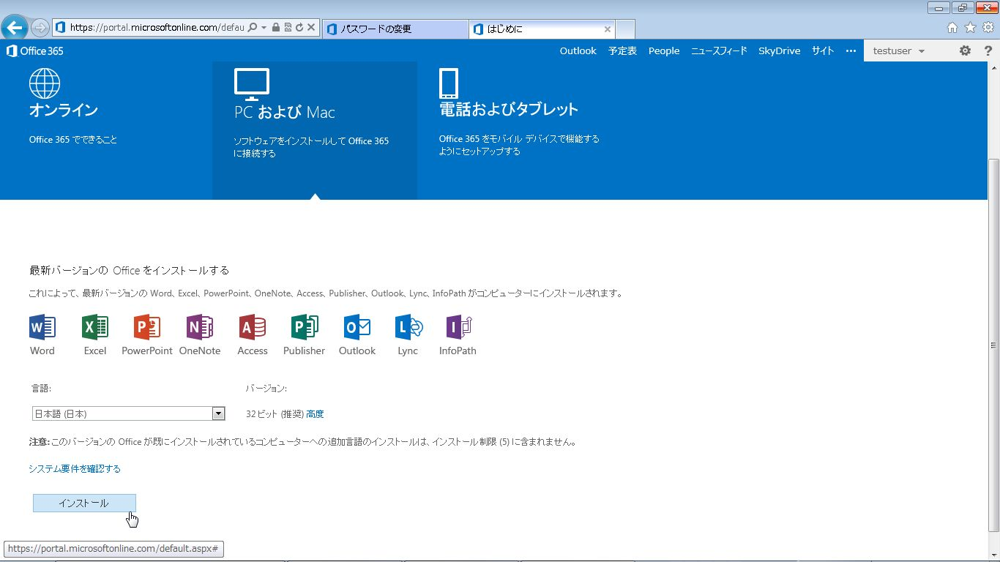 https://portal.microsoftonline.com/defau
パスワードの変更
はじめに
Office 365
Outlook 予定表 People ニュースフィード SkyDrive サイト ··· testuser ?
オンライン
Office 365 でできること
PC および Mac
ソフトウェアをインストールして Office 365
に接続する
電話およびタブレット
Office 365 をモバイル デバイスで機能する
ようにセットアップする
最新バージョンの Office をインストールする
これによって、最新バージョンの Word、Excel、PowerPoint、OneNote、Access、Publisher、Outlook、Lync、InfoPath がコンピューターにインストールされます。
Word Excel PowerPoint OneNote Access Publisher Outlook Lync InfoPath
言語: バージョン:
日本語 (日本) 32 ビット (推奨) 高度
注意: このバージョンの Office が既にインストールされているコンピューターへの追加言語のインストールは、インストール制限 (5) に含まれません。
システム要件を確認する
インストール
https://portal.microsoftonline.com/default.aspx#